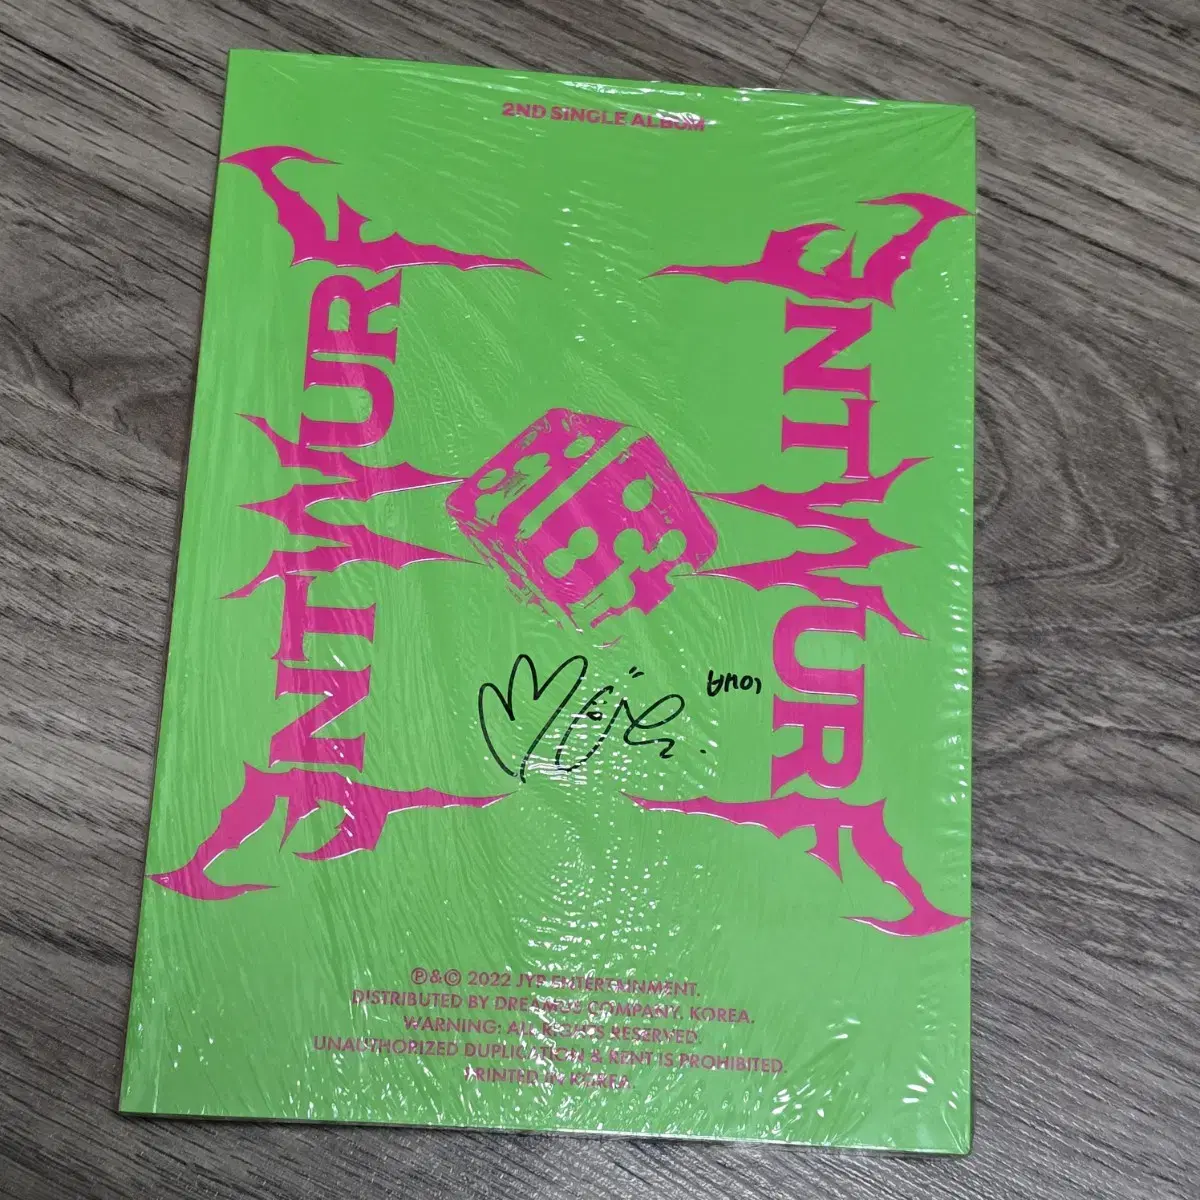 2ND SINGLE ALBUM
ENTWURF
ENTWURF
℗&© 2022 JYP ENTERTAINMENT.
DISTRIBUTED BY DREAMUS COMPANY. KOREA.
WARNING: ALL RIGHTS RESERVED.
UNAUTHORIZED DUPLICATION & RENT IS PROHIBITED.
PRINTED IN KOREA.